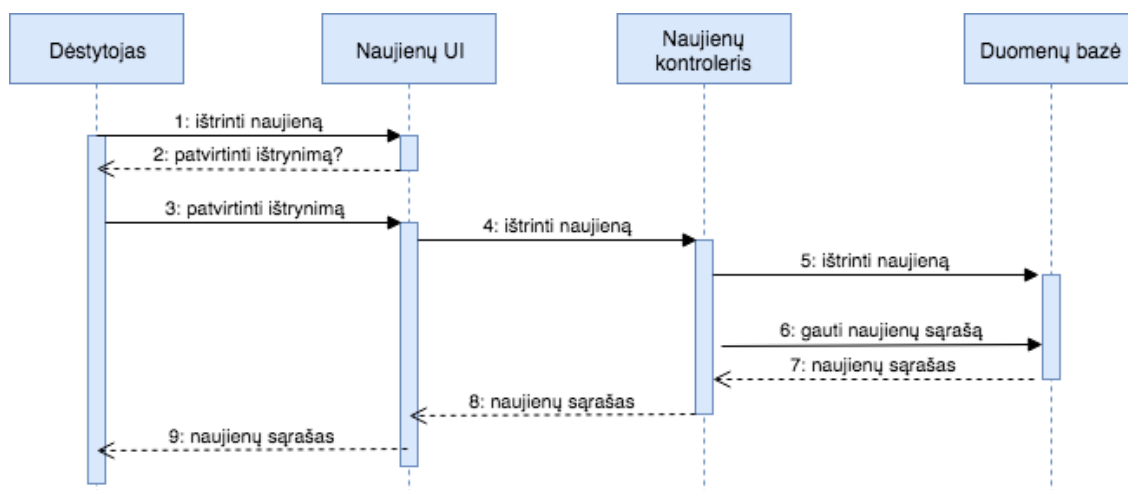 Dėstytojas
Naujienų UI
Naujienų
kontroleris
Duomenų bazė
1: ištrinti naujieną
2: patvirtinti ištrynimą?
3: patvirtinti ištrynimą
4: ištrinti naujieną
5: ištrinti naujieną
6: gauti naujienų sąrašą
7: naujienų sąrašas
8: naujienų sąrašas
9: naujienų sąrašas